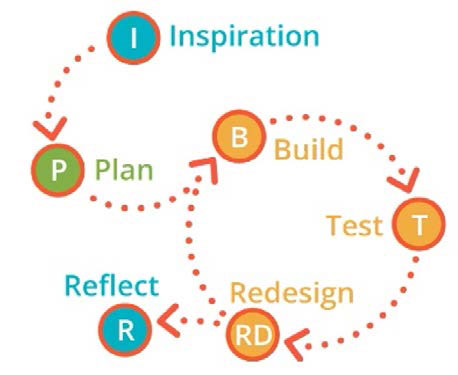 I Inspiration
P Plan
B
Build
Test T
Redesign
RD
Reflect
R